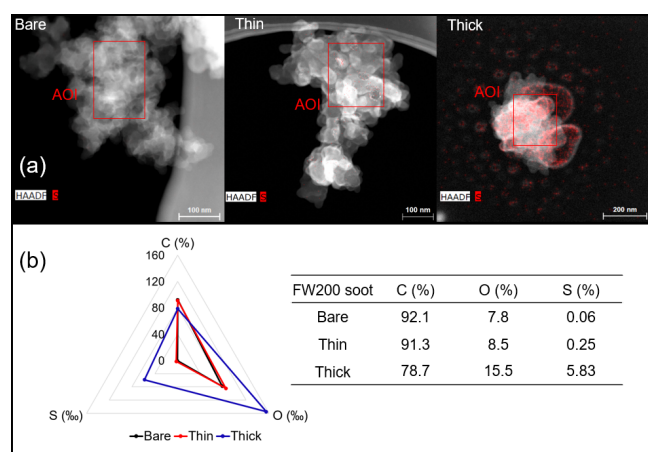 Bare
Thin
Thick
AOI
AOI
AOI
(a)
HAADF S
100 nm
HAADF S
100 nm
HAADF S
200 nm
(b)
C (%)
160
120
80
40
0
S (‰)
O (‰)
Bare Thin Thick
FW200 soot C (%) O (%) S (%)
Bare 92.1 7.8 0.06
Thin 91.3 8.5 0.25
Thick 78.7 15.5 5.83